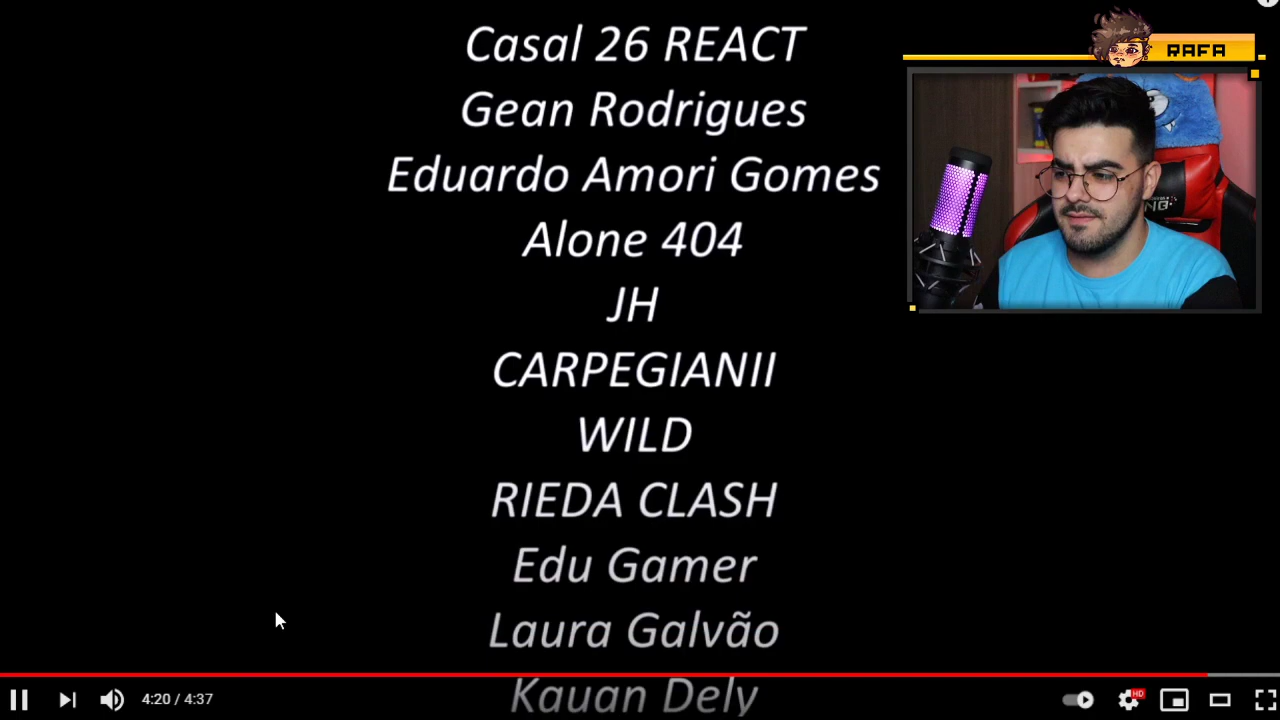 Casal 26 REACT
RAFA
Gean Rodrigues
Eduardo Amori Gomes
Alone 404
JH
CARPEGIANII
WILD
RIEDA CLASH
Edu Gamer
Laura Galvão
Kauan Dely
4:20 / 4:37
HD